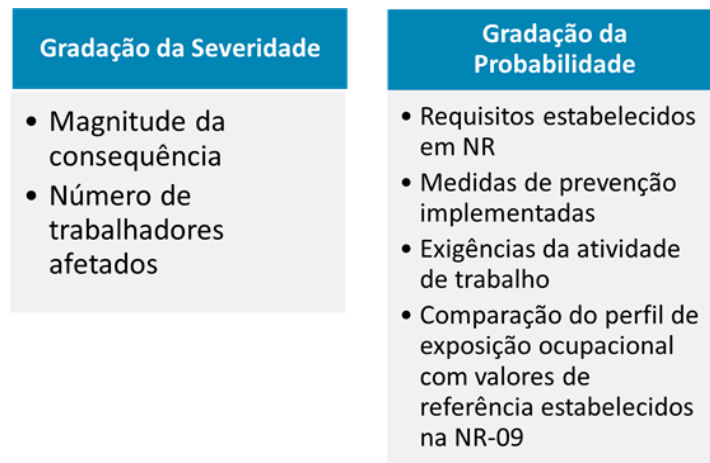 Gradação da Severidade
• Magnitude da
consequência
• Número de
trabalhadores
afetados
Gradação da
Probabilidade
• Requisitos estabelecidos
em NR
• Medidas de prevenção
implementadas
• Exigências da atividade
de trabalho
• Comparação do perfil de
exposição ocupacional
com valores de
referência estabelecidos
na NR-09